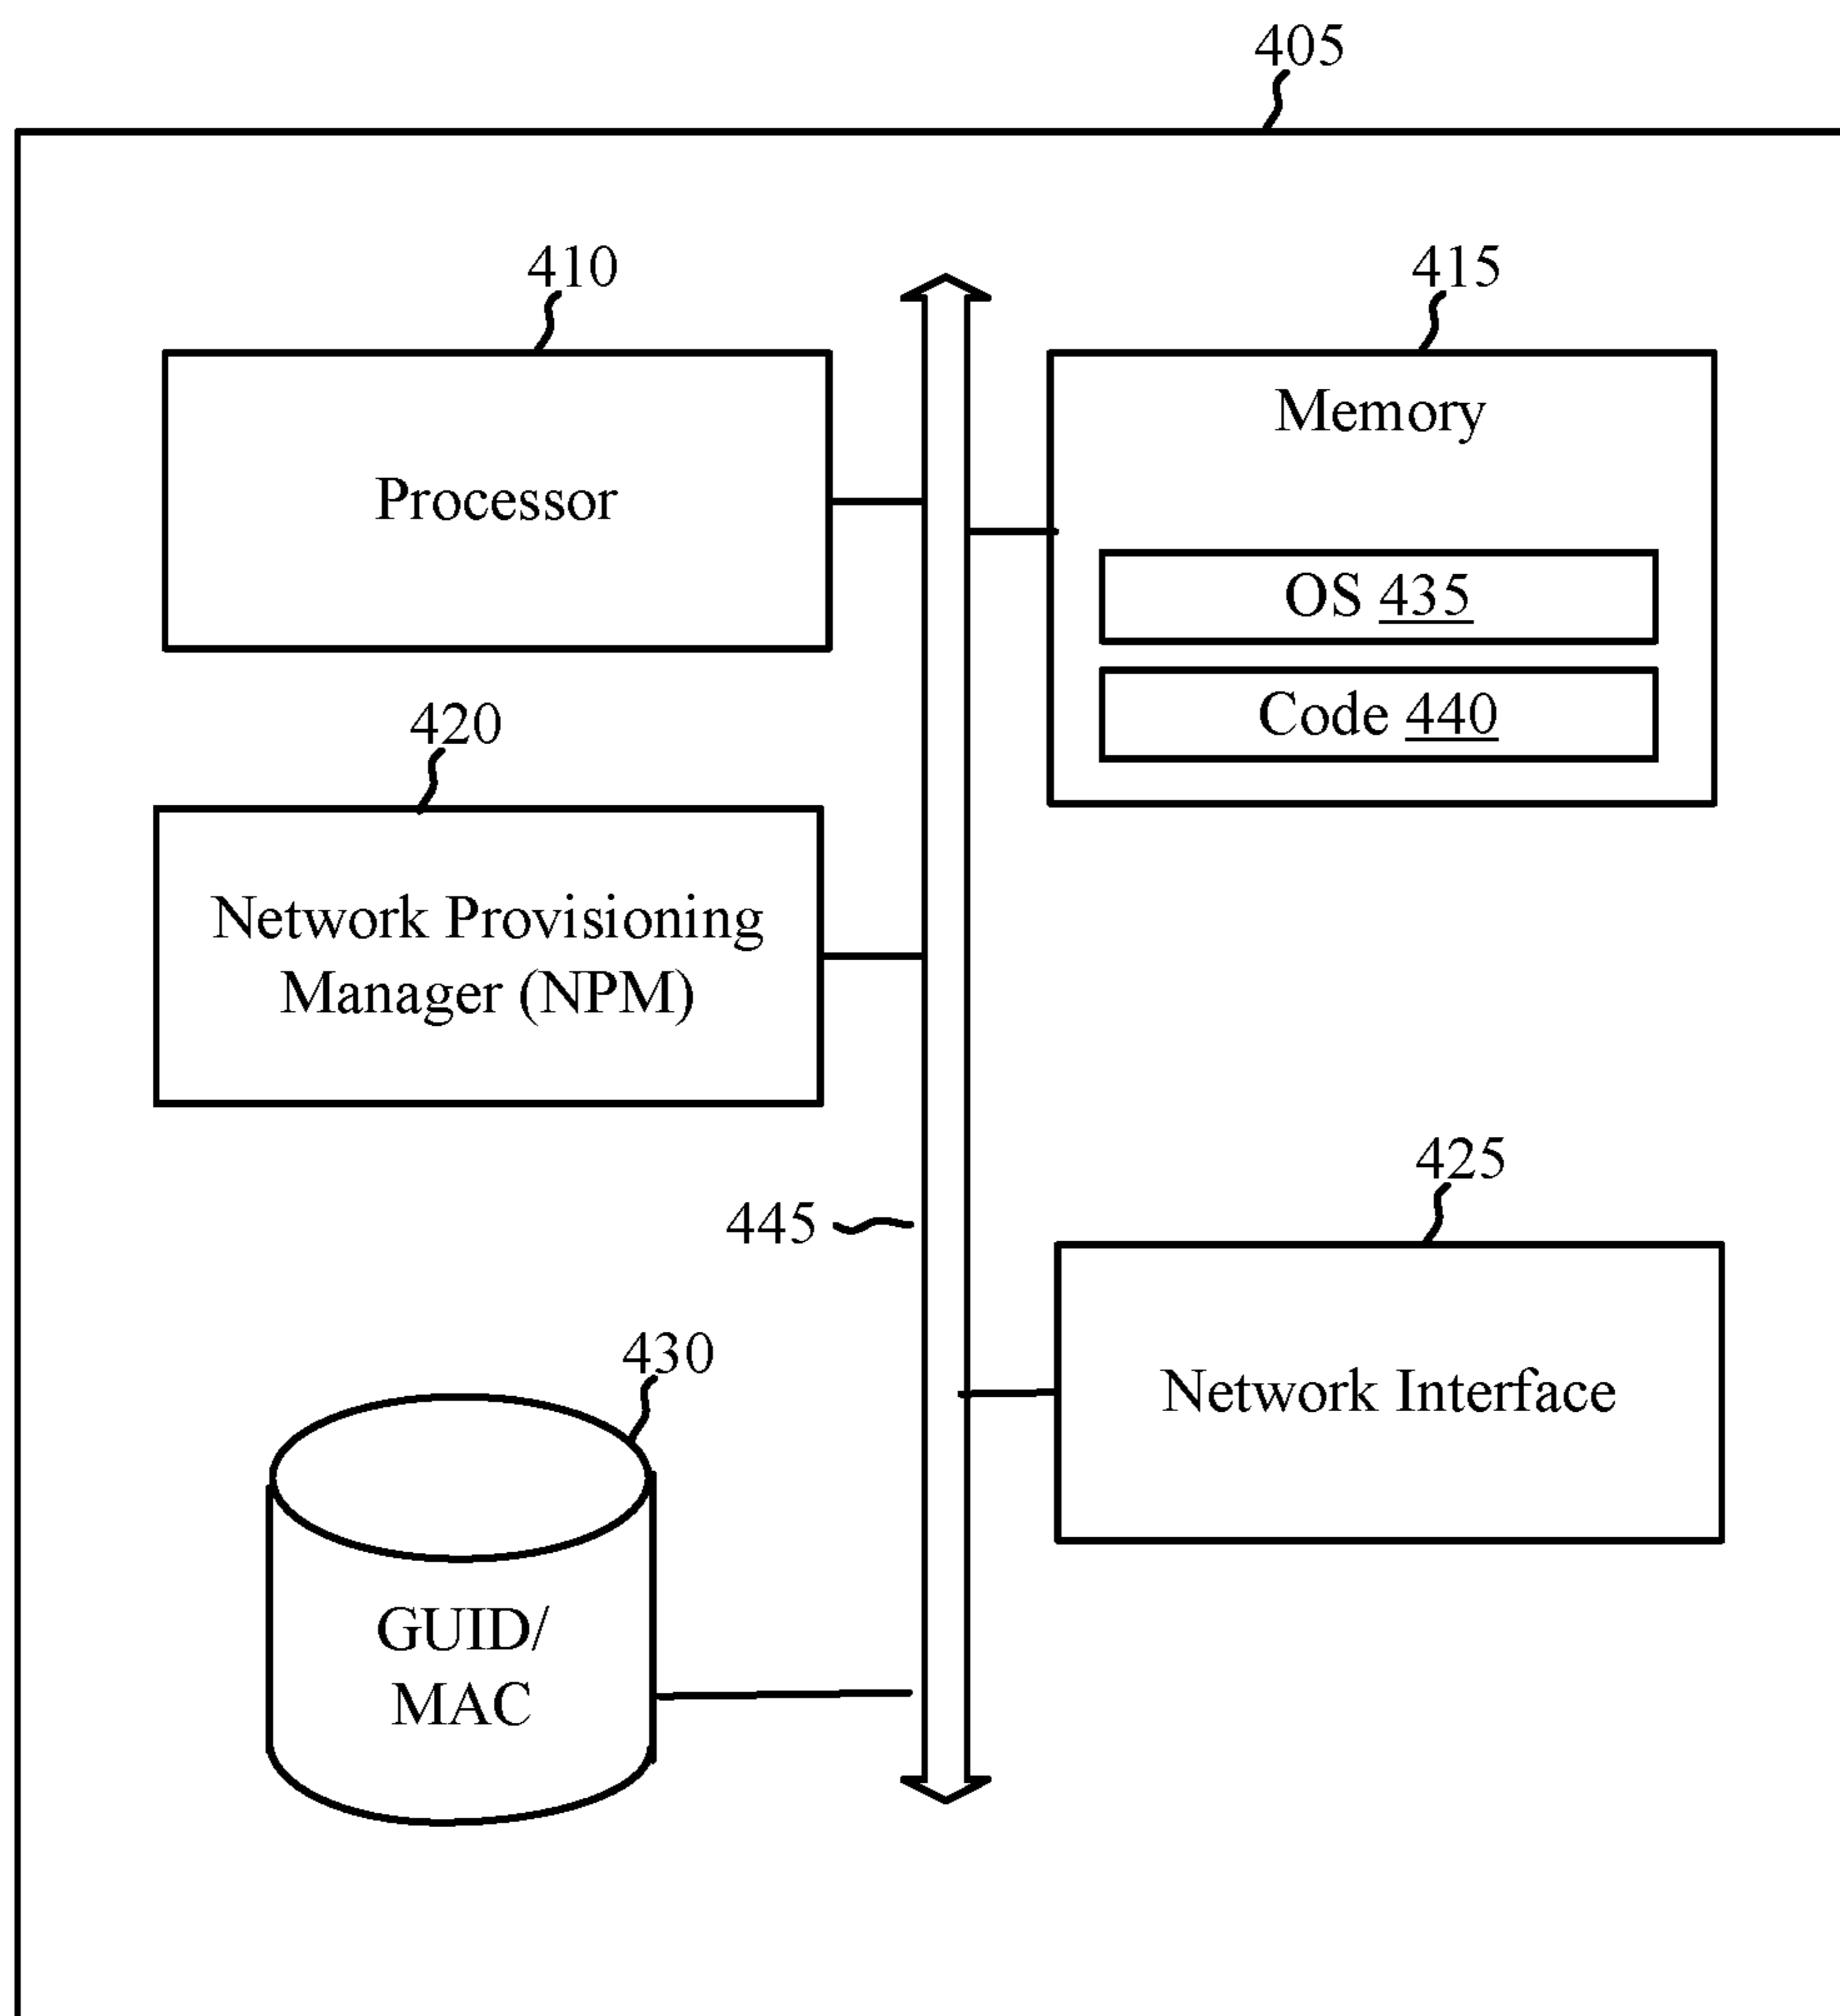 405
410
415
Processor
Memory
OS 435
Code 440
420
Network Provisioning
Manager (NPM)
445
425
Network Interface
430
GUID/
MAC